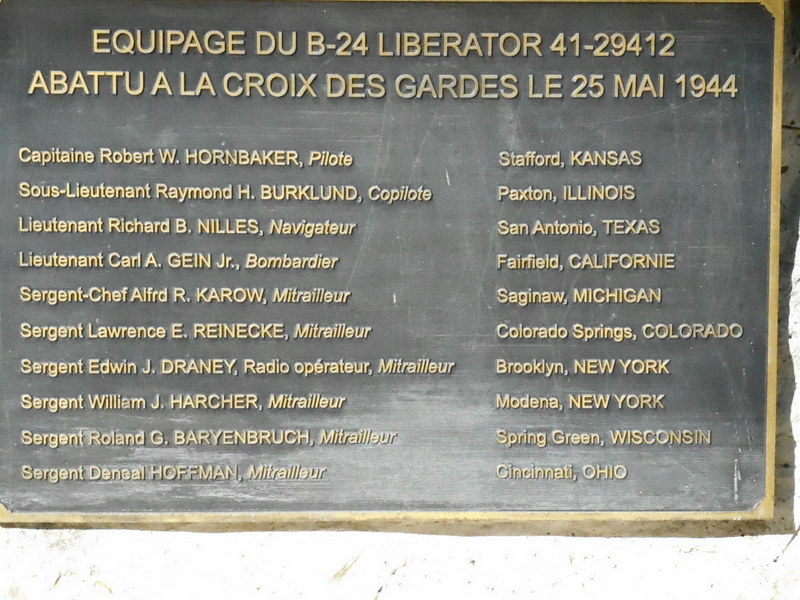 EQUIPAGE DU B-24 LIBERATOR 41-29412
ABATTU A LA CROIX DES GARDES LE 25 MAI 1944
Capitaine Robert W. HORNBAKER, Pilote Stafford, KANSAS
Sous-Lieutenant Raymond H. BURKLUND, Copilote Paxton, ILLINOIS
Lieutenant Richard B. NILLES, Navigateur San Antonio, TEXAS
Lieutenant Carl A. GEIN Jr., Bombardier Fairfield, CALIFORNIE
Sergent-Chef Alfrd R. KAROW, Mitrailleur Saginaw, MICHIGAN
Sergent Lawrence E. REINECKE, Mitrailleur Colorado Springs, COLORADO
Sergent Edwin J. DRANEY, Radio opérateur, Mitrailleur Brooklyn, NEW YORK
Sergent William J. HARCHER, Mitrailleur Modena, NEW YORK
Sergent Roland G. BARYENBRUCH, Mitrailleur Spring Green, WISCONSIN
Sergent Deneal HOFFMAN, Mitrailleur Cincinnati, OHIO